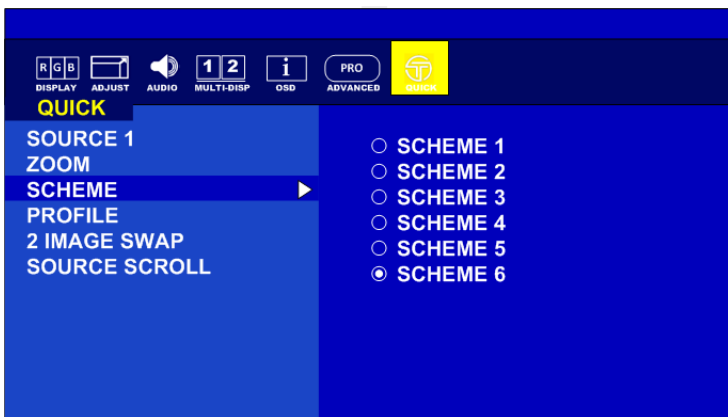 R G B
1 2
i
PRO
DISPLAY ADJUST AUDIO MULTI-DISP OSD ADVANCED QUICK
QUICK
SOURCE 1
ZOOM
SCHEME
PROFILE
2 IMAGE SWAP
SOURCE SCROLL
SCHEME 1
SCHEME 2
SCHEME 3
SCHEME 4
SCHEME 5
SCHEME 6